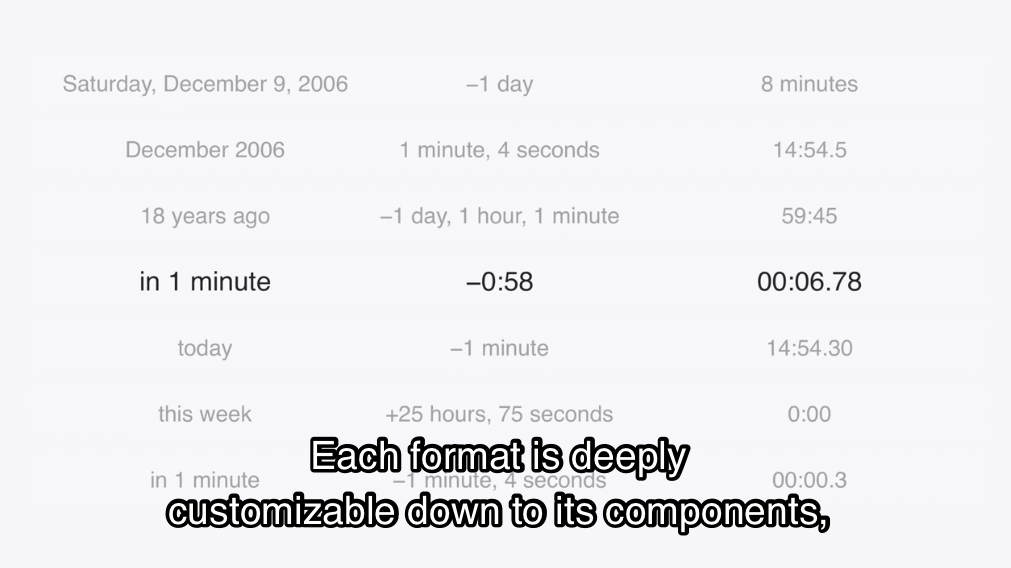 Saturday, December 9, 2006 –1 day 8 minutes
December 2006 1 minute, 4 seconds 14:54.5
18 years ago –1 day, 1 hour, 1 minute 59:45
in 1 minute –0:58 00:06.78
today –1 minute 14:54.30
this week +25 hours, 75 seconds 0:00
in 1 minute –1 minute, 4 seconds 00:00.3
Each format is deeply
customizable down to its components,